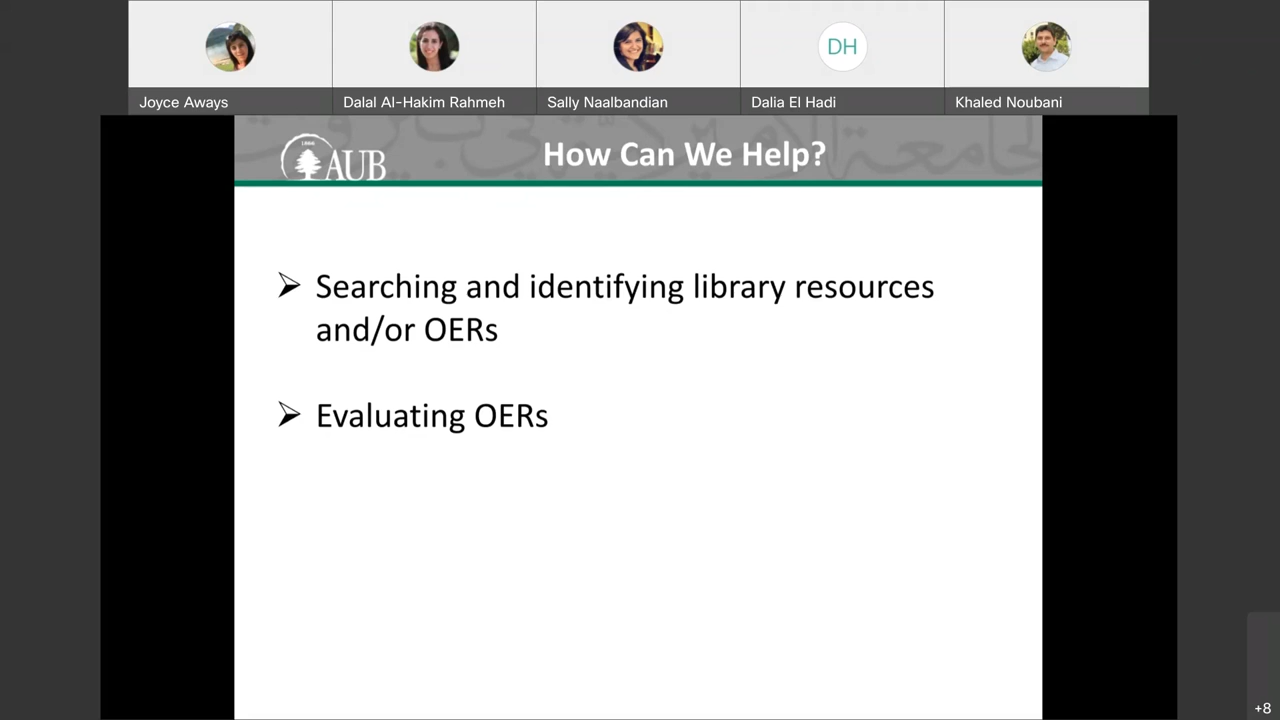 DH
Joyce Aways
Dalal Al-Hakim Rahmeh
Sally Naalbandian
Dalia El Hadi
Khaled Noubani
AUB
How Can We Help?
➢ Searching and identifying library resources
and/or OERs
➢ Evaluating OERs
+8